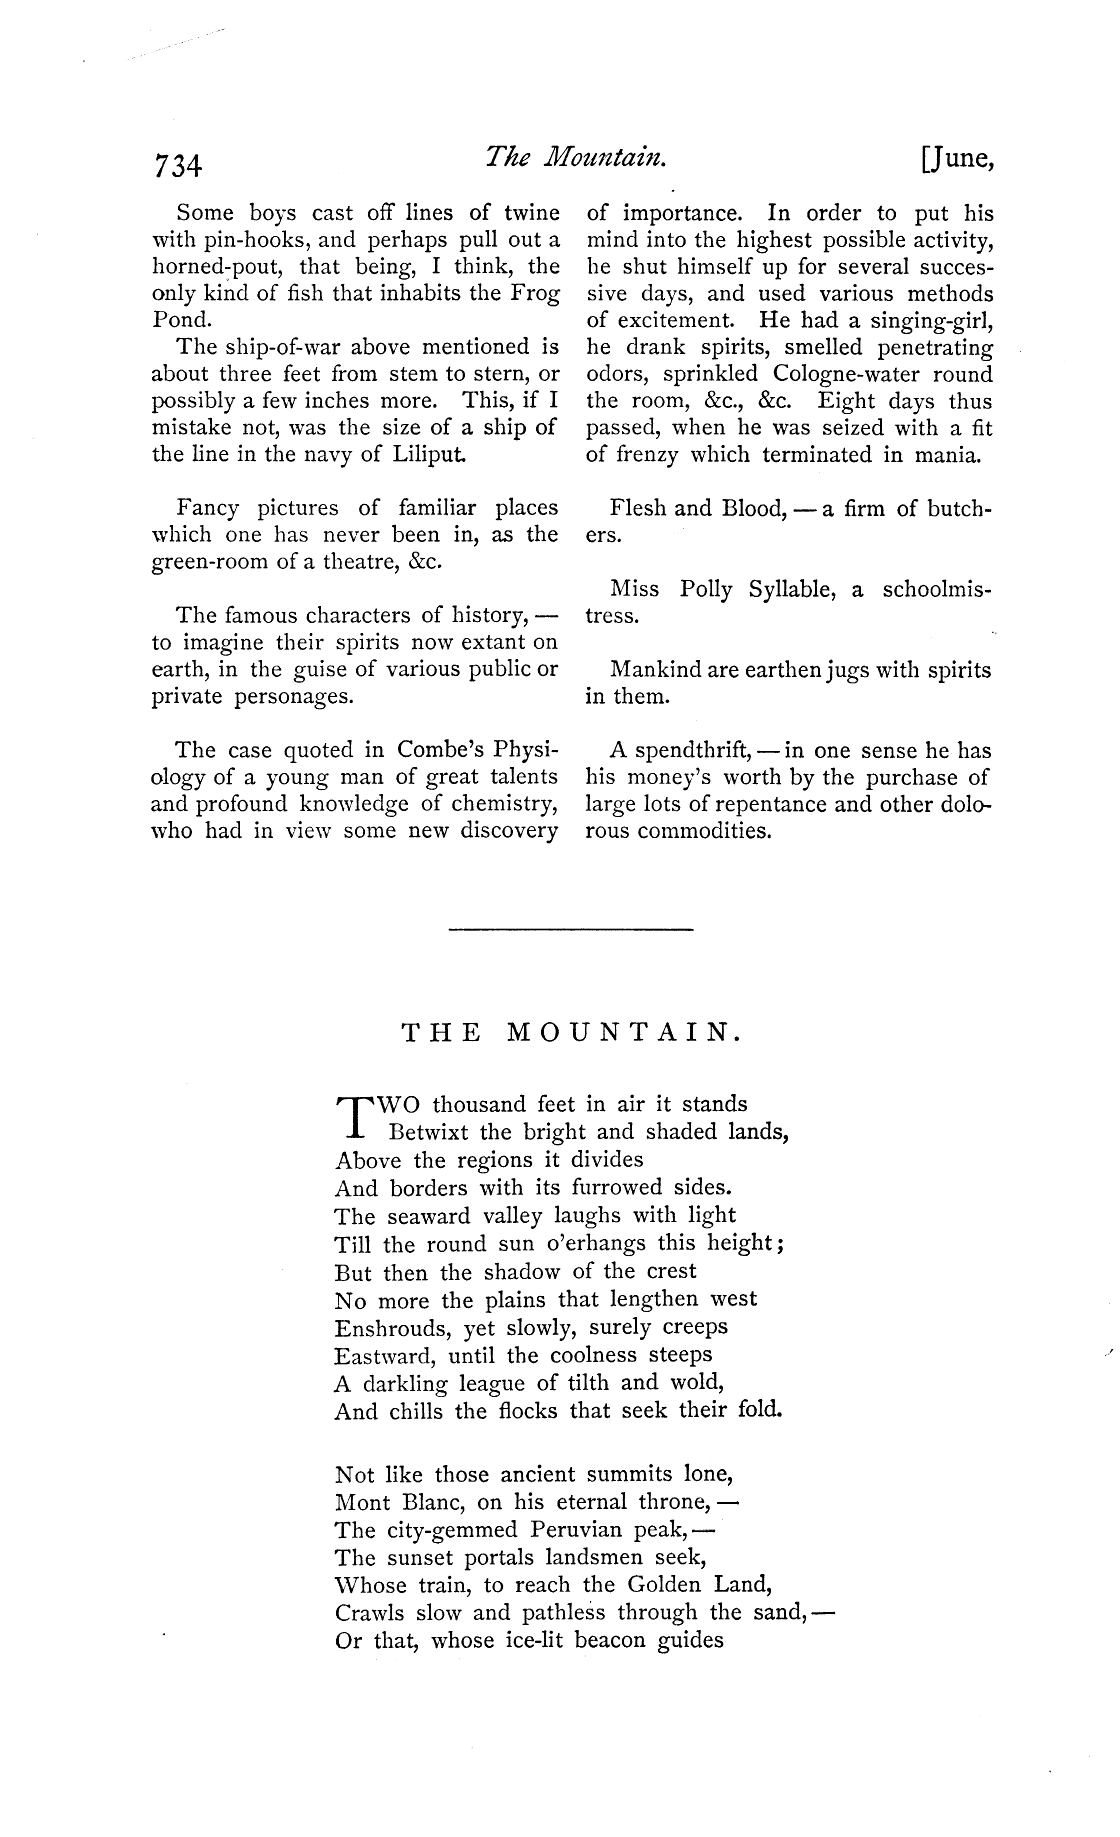 734
The Mountain.
[June,
Some boys cast off lines of twine
with pin-hooks, and perhaps pull out a
horned-pout, that being, I think, the
only kind of fish that inhabits the Frog
Pond.
The ship-of-war above mentioned is
about three feet from stem to stern, or
possibly a few inches more. This, if I
mistake not, was the size of a ship of
the line in the navy of Liliput.
Fancy pictures of familiar places
which one has never been in, as the
green-room of a theatre, &c.
The famous characters of history, —
to imagine their spirits now extant on
earth, in the guise of various public or
private personages.
The case quoted in Combe's Physi-
ology of a young man of great talents
and profound knowledge of chemistry,
who had in view some new discovery
of importance. In order to put his
mind into the highest possible activity,
he shut himself up for several succes-
sive days, and used various methods
of excitement. He had a singing-girl,
he drank spirits, smelled penetrating
odors, sprinkled Cologne-water round
the room, &c., &c. Eight days thus
passed, when he was seized with a fit
of frenzy which terminated in mania.
Flesh and Blood, — a firm of butch-
ers.
Miss Polly Syllable, a schoolmis-
tress.
Mankind are earthen jugs with spirits
in them.
A spendthrift, — in one sense he has
his money's worth by the purchase of
large lots of repentance and other dolo-
rous commodities.
THE MOUNTAIN.
TWO thousand feet in air it stands
Betwixt the bright and shaded lands,
Above the regions it divides
And borders with its furrowed sides.
The seaward valley laughs with light
Till the round sun o'erhangs this height;
But then the shadow of the crest
No more the plains that lengthen west
Enshrouds, yet slowly, surely creeps
Eastward, until the coolness steeps
A darkling league of tilth and wold,
And chills the flocks that seek their fold.
Not like those ancient summits lone,
Mont Blanc, on his eternal throne, —
The city-gemmed Peruvian peak, —
The sunset portals landsmen seek,
Whose train, to reach the Golden Land,
Crawls slow and pathless through the sand, —
Or that, whose ice-lit beacon guides